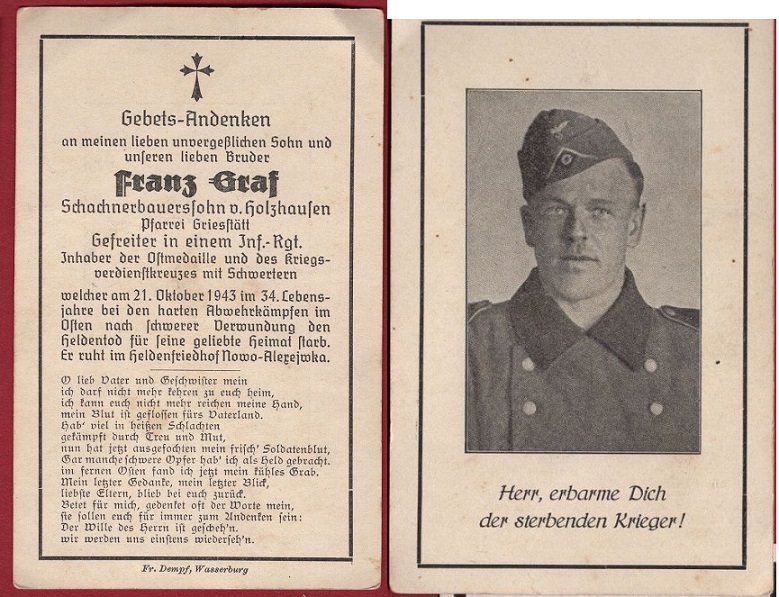 Gebets-Andenken
an meinen lieben unvergeßlichen Sohn und
unseren lieben Bruder
Franz Graf
Schachnerbauerssohn v. Holzhausen
Pfarrei Griesstätt
Gefreiter in einem Inf.-Rgt.
Inhaber der Ostmedaille und des Kriegs-
verdienstkreuzes mit Schwertern
welcher am 21. Oktober 1943 im 34. Lebens-
jahre bei den harten Abwehrkämpfen im
Osten nach schwerer Verwundung den
Heldentod für seine geliebte Heimat starb.
Er ruht im Heldenfriedhof Nowo-Alexejwka.
O lieb Vater und Geschwister mein
ich darf nicht mehr kehren zu euch heim,
ich kann euch nicht mehr reichen meine Hand,
mein Blut ist geflossen fürs Vaterland.
Hab' viel in heißen Schlachten
gekämpft durch Treu und Mut,
nun hat jetzt ausgefochten mein frisch' Soldatenblut,
Gar manche schwere Opfer hab' ich als Held gebracht.
im fernen Osten fand ich jetzt mein kühles Grab.
Mein letzter Gedanke, mein letzter Blick,
liebste Eltern, blieb bei euch zurück.
Betet für mich, gedenket oft der Worte mein,
sie sollen euch für immer zum Andenken sein:
Der Wille des Herrn ist gescheh'n.
wir werden uns einstens wiederseh'n.
Fr. Dempf, Wasserburg
Herr, erbarme Dich
der sterbenden Krieger!